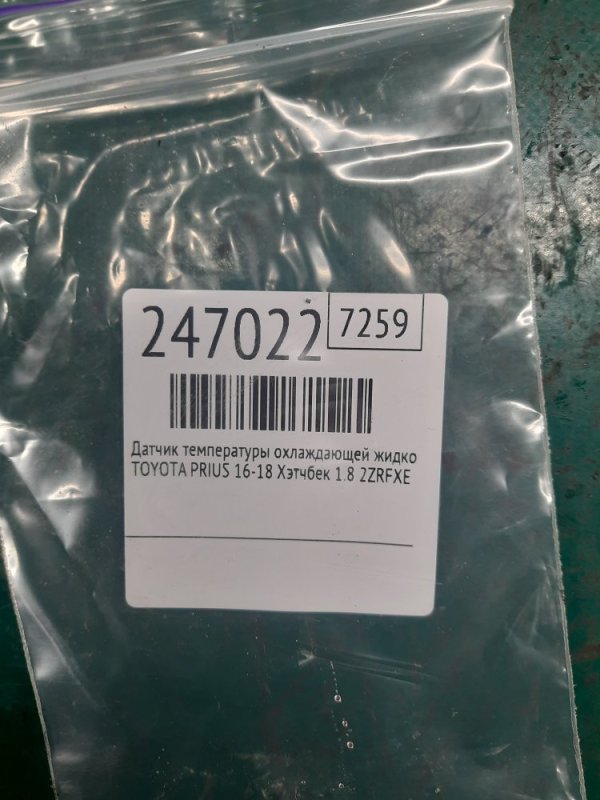 247022 7259
Датчик температуры охлаждающей жидко
TOYOTA PRIUS 16-18 Хэтчбек 1.8 2ZRFXE